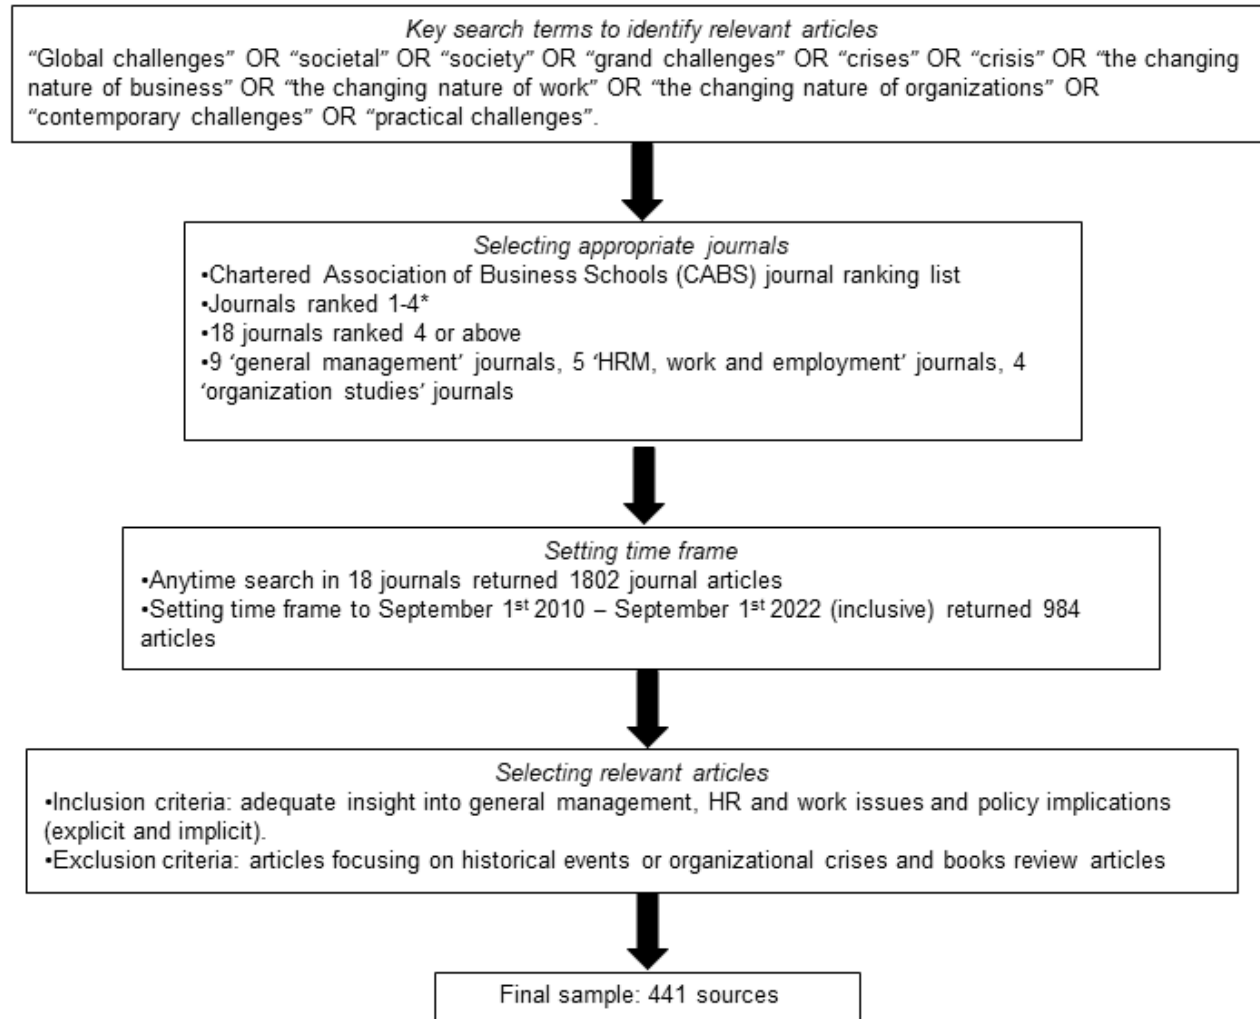 Key search terms to identify relevant articles
“Global challenges” OR “societal” OR “society” OR “grand challenges” OR “crises” OR “crisis” OR “the changing
nature of business” OR “the changing nature of work” OR “the changing nature of organizations” OR
“contemporary challenges” OR “practical challenges”.
Selecting appropriate journals
•Chartered Association of Business Schools (CABS) journal ranking list
•Journals ranked 1-4*
•18 journals ranked 4 or above
•9 ‘general management’ journals, 5 ‘HRM, work and employment’ journals, 4
‘organization studies’ journals
Setting time frame
•Anytime search in 18 journals returned 1802 journal articles
•Setting time frame to September 1st 2010 – September 1st 2022 (inclusive) returned 984
articles
Selecting relevant articles
•Inclusion criteria: adequate insight into general management, HR and work issues and policy implications
(explicit and implicit).
•Exclusion criteria: articles focusing on historical events or organizational crises and books review articles
Final sample: 441 sources